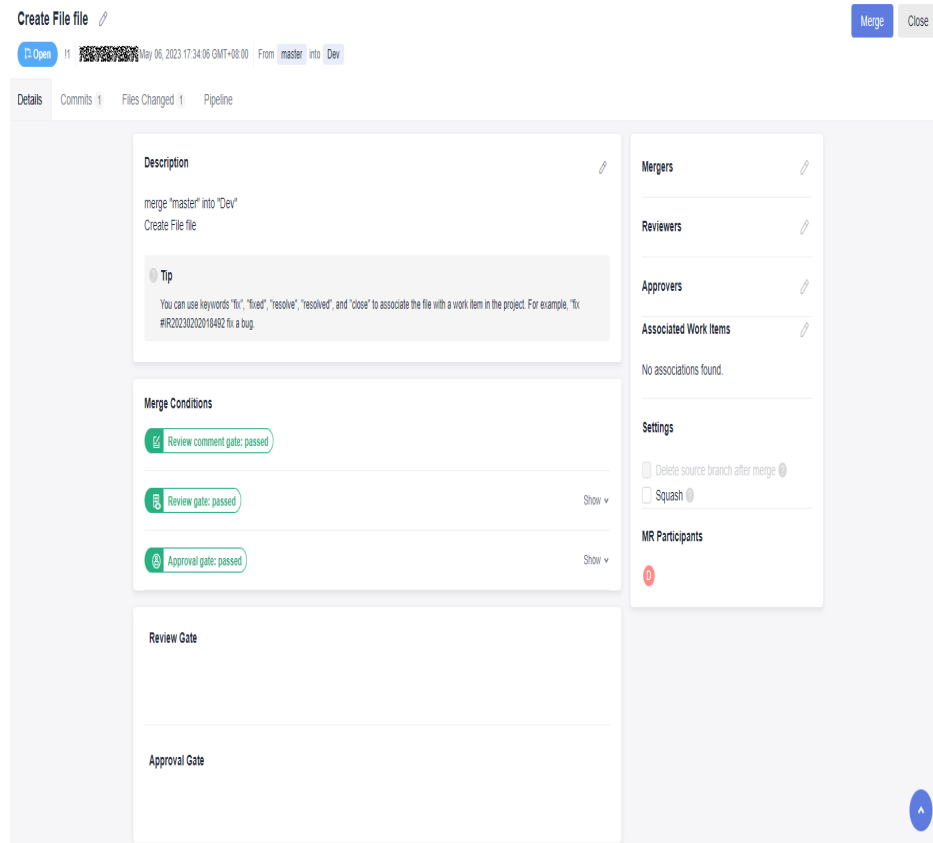 Create File file
Merge
Close
Open
!1
May 06, 2023 17:34:06 GMT+08:00 From master into Dev
Details
Commits 1
Files Changed 1
Pipeline
Description
merge "master" into "Dev"
Create File file
Tip
You can use keywords "fix", "fixed", "resolve", "resolved", and "close" to associate the file with a work item in the project. For example, "fix
#IR20230202018492 fix a bug.
Merge Conditions
Review comment gate: passed
Review gate: passed
Show
Approval gate: passed
Show
Review Gate
Approval Gate
Mergers
Reviewers
Approvers
Associated Work Items
No associations found.
Settings
Delete source branch after merge ?
Squash ?
MR Participants
D